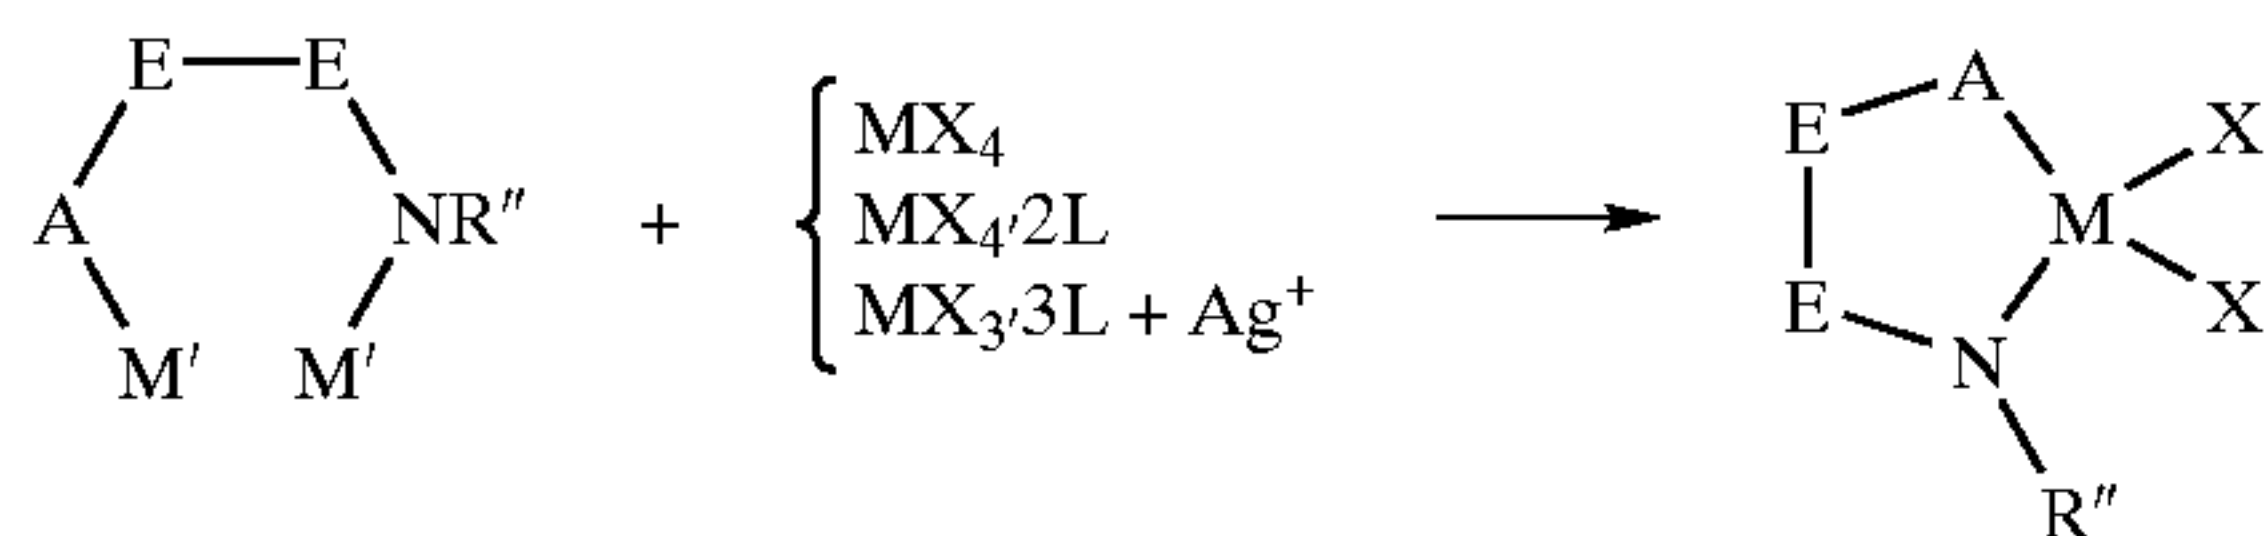 E—E
A NR″
M′ M′
+
MX₄
MX₄′2L
MX₃′3L + Ag⁺
A
E X
M
E X
N
R″